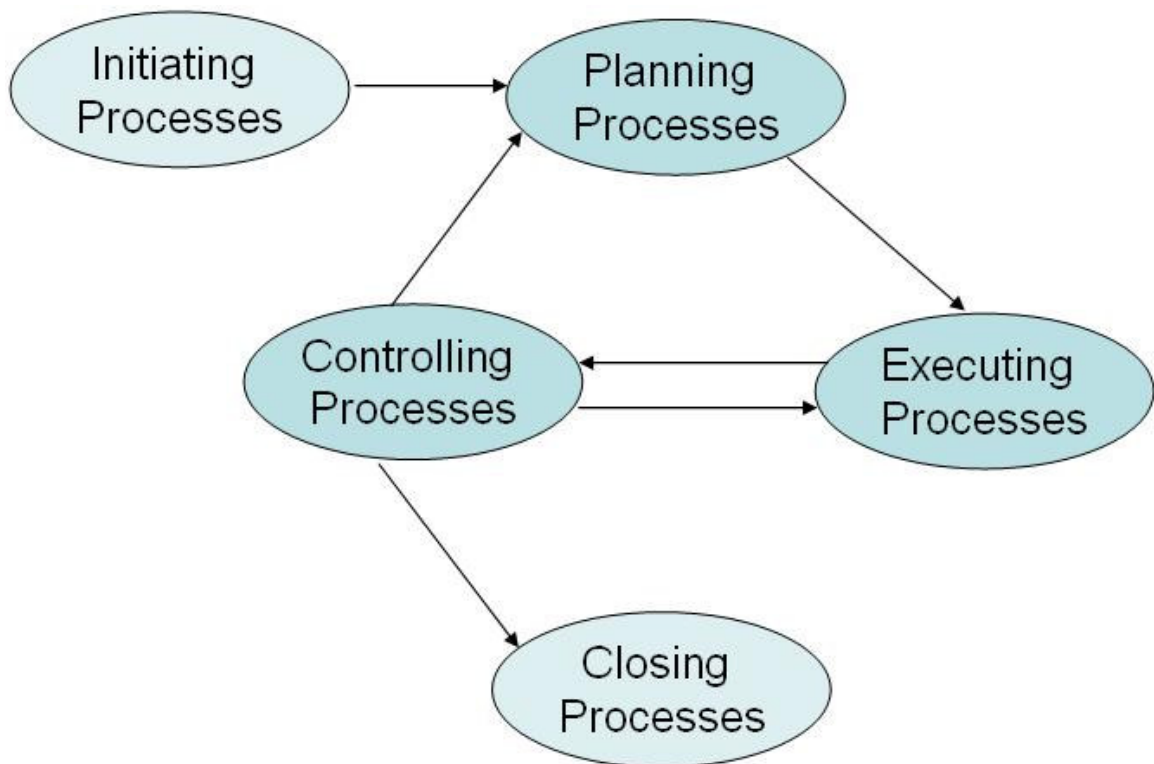 Initiating
Processes
Planning
Processes
Controlling
Processes
Executing
Processes
Closing
Processes